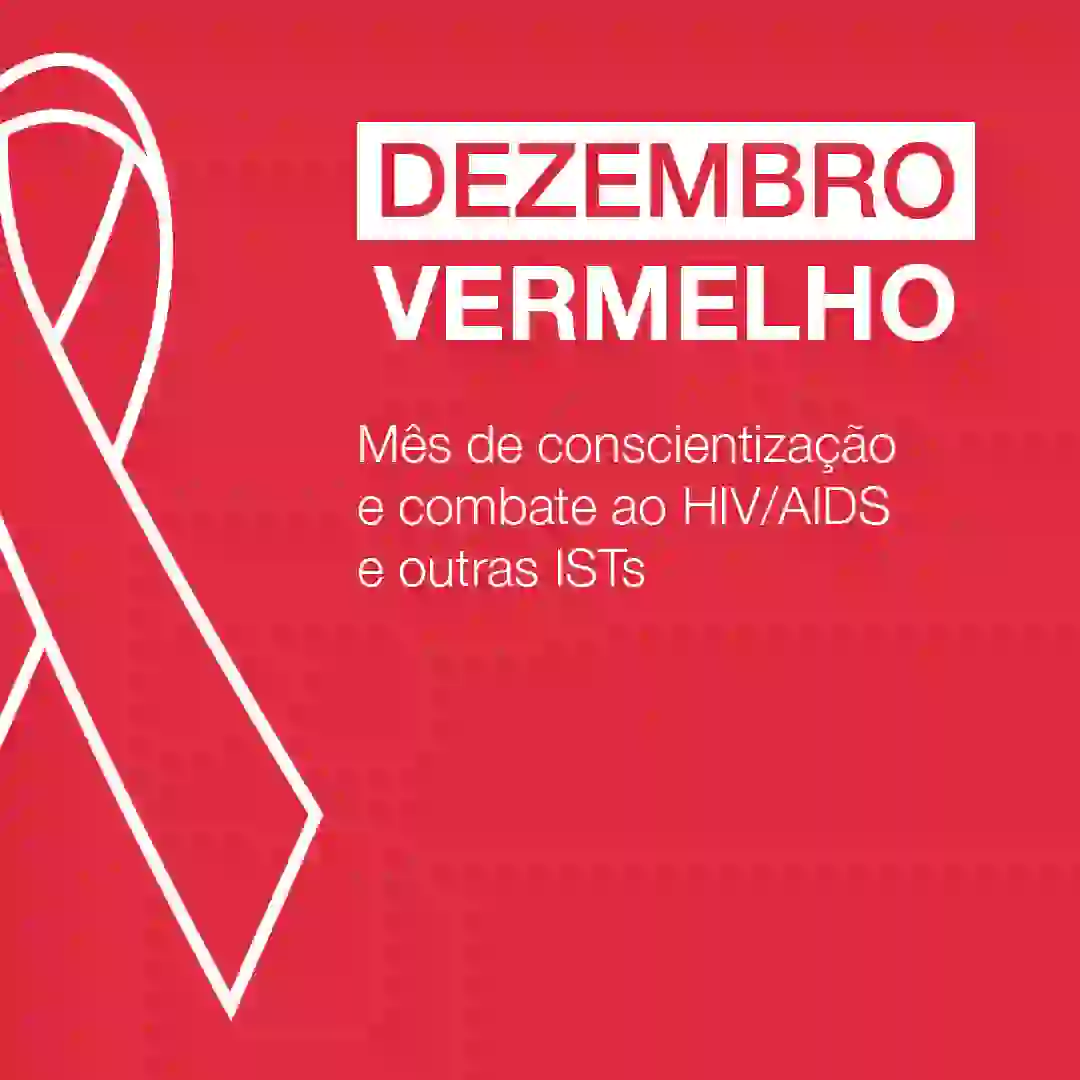 DEZEMBRO
VERMELHO
Mês de conscientização
e combate ao HIV/AIDS
e outras ISTs